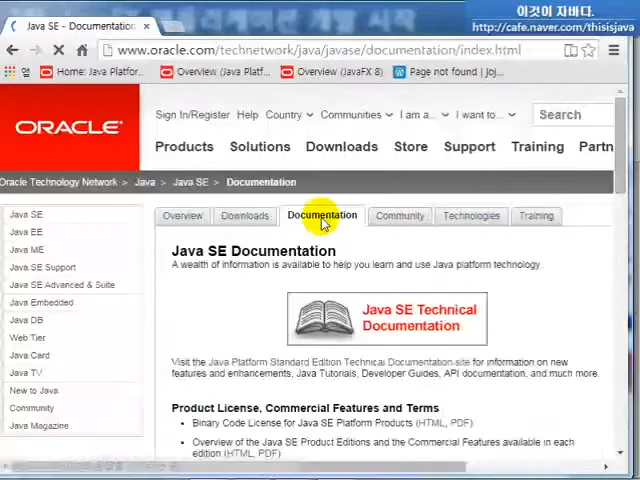 이것이 자바다.
http://cafe.naver.com/thisisjava
Java SE - Documentation
www.oracle.com/technetwork/java/javase/documentation/index.html
앱
Home: Java Platfor...
Overview (Java Platf...
Overview (JavaFX 8)
Page not found | joj...
ORACLE
Sign In/Register Help Country Communities I am a... I want to... Search
Products Solutions Downloads Store Support Training Partn
Oracle Technology Network > Java > Java SE > Documentation
Java SE
Java EE
Java ME
Java SE Support
Java SE Advanced & Suite
Java Embedded
Java DB
Web Tier
Java Card
Java TV
New to Java
Community
Java Magazine
Overview Downloads Documentation Community Technologies Training
Java SE Documentation
A wealth of information is available to help you learn and use Java platform technology.
Java SE Technical
Documentation
Visit the Java Platform Standard Edition Technical Documentation site for information on new
features and enhancements, Java Tutorials, Developer Guides, API documentation, and much more.
Product License, Commercial Features and Terms
• Binary Code License for Java SE Platform Products (HTML, PDF)
• Overview of the Java SE Product Editions and the Commercial Features available in each
edition (HTML, PDF)